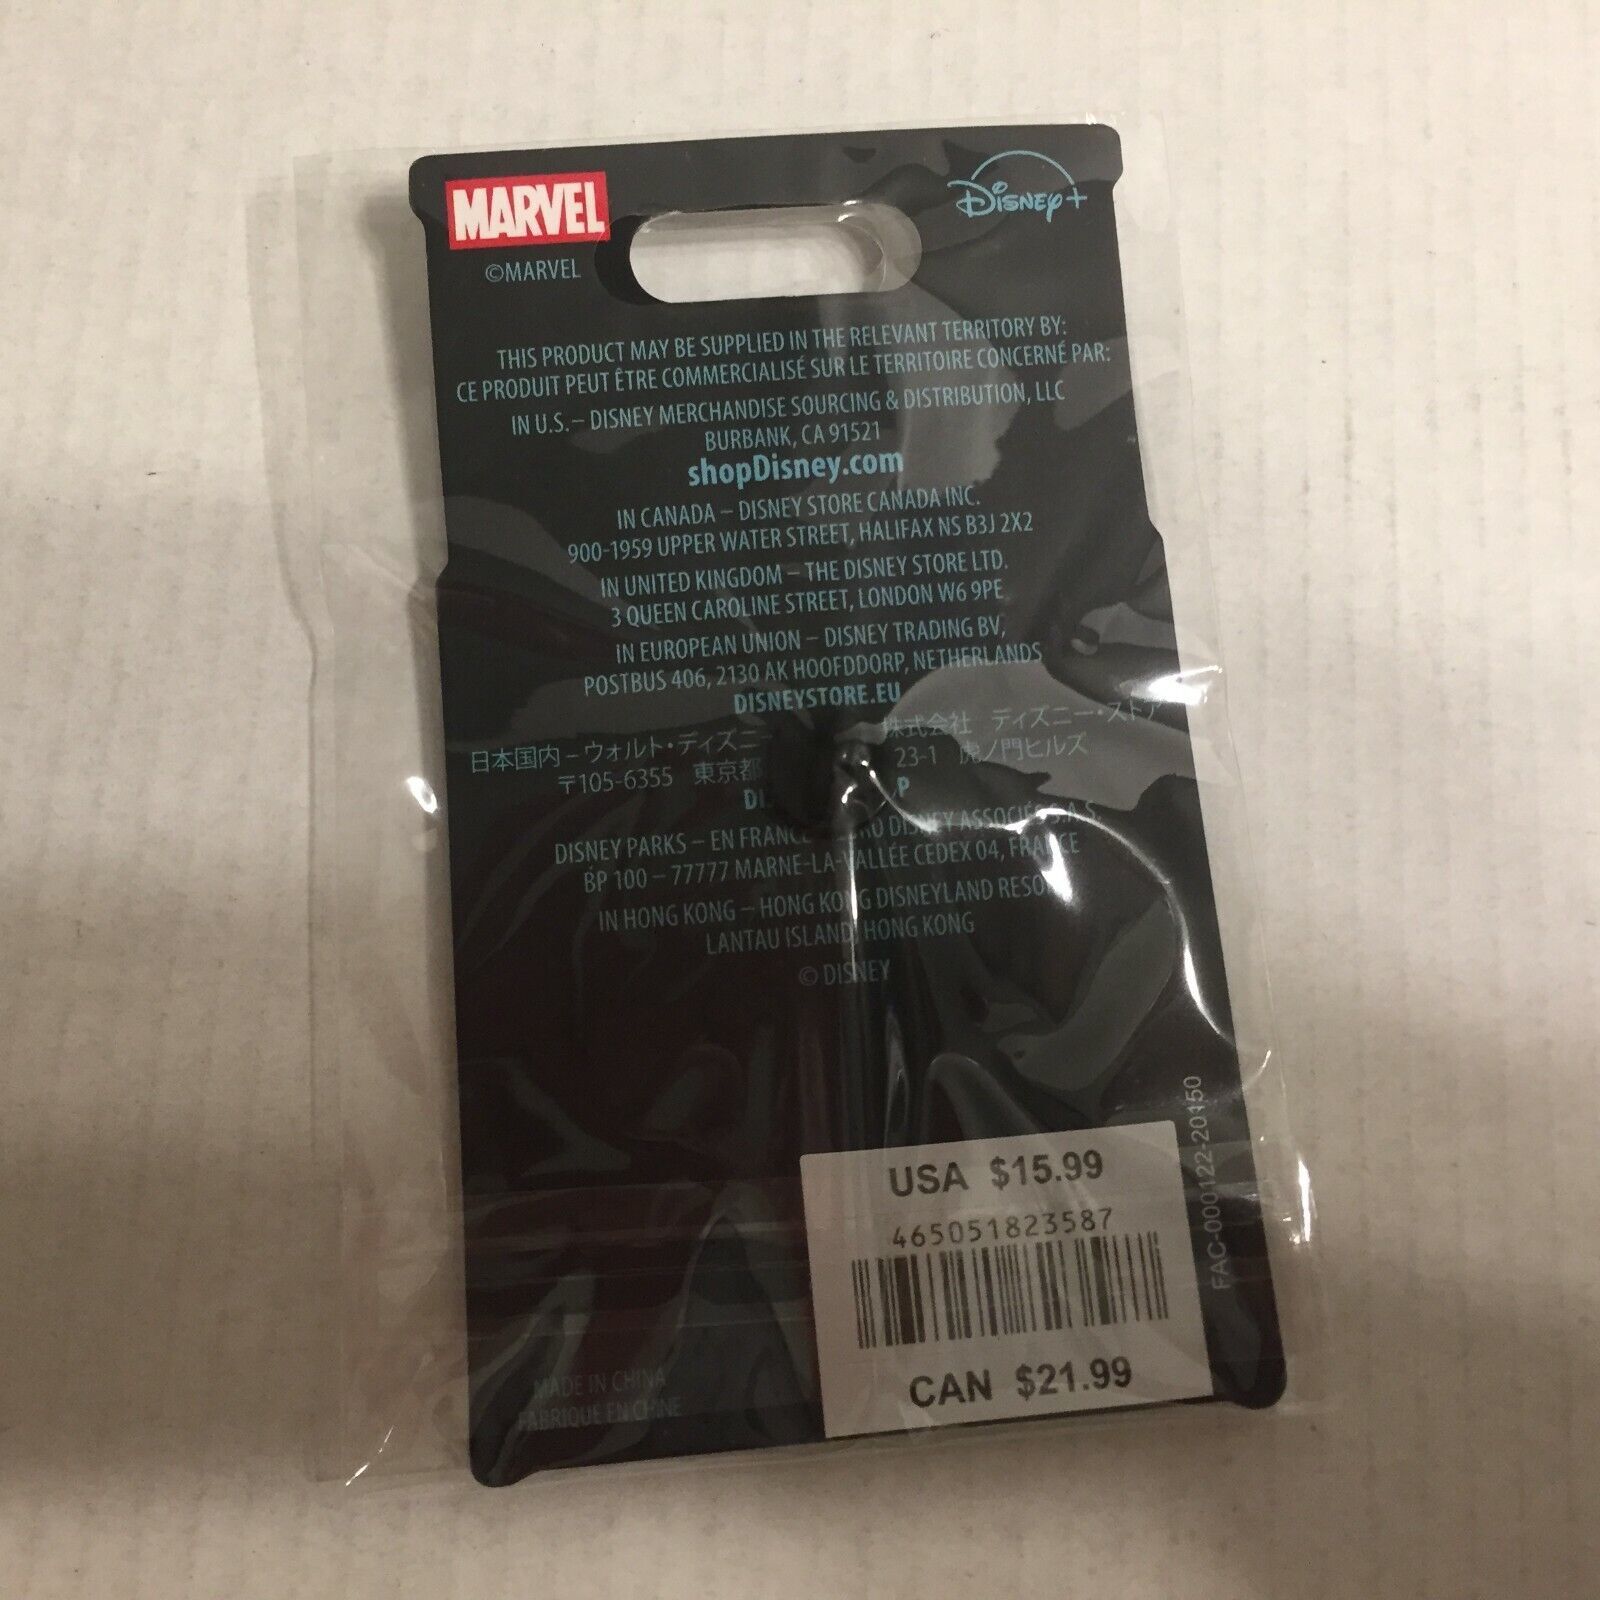 MARVEL
Disney+
©MARVEL
THIS PRODUCT MAY BE SUPPLIED IN THE RELEVANT TERRITORY BY:
CE PRODUIT PEUT ÊTRE COMMERCIALISÉ SUR LE TERRITOIRE CONCERNÉ PAR:
IN U.S.– DISNEY MERCHANDISE SOURCING & DISTRIBUTION, LLC
BURBANK, CA 91521
shopDisney.com
IN CANADA – DISNEY STORE CANADA INC.
900-1959 UPPER WATER STREET, HALIFAX NS B3J 2X2
IN UNITED KINGDOM – THE DISNEY STORE LTD.
3 QUEEN CAROLINE STREET, LONDON W6 9PE
IN EUROPEAN UNION – DISNEY TRADING BV,
POSTBUS 406, 2130 AK HOOFDDORP, NETHERLANDS
DISNEYSTORE.EU
日本国内 – ウォルト・ディズニー 株式会社 ディズニー・ストア
〒105-6355 東京都 23-1 虎ノ門ヒルズ
DISNEY PARKS – EN FRANCE DISNEY ASSOCIÉS S.A.S.
BP 100 – 77777 MARNE-LA-VALLÉE CEDEX 04, FRANCE
IN HONG KONG – HONG KONG DISNEYLAND RESORT
LANTAU ISLAND, HONG KONG
© DISNEY
USA $15.99
465051823587
CAN $21.99
FAC-000122-20150
MADE IN CHINA
FABRIQUÉ EN CHINE